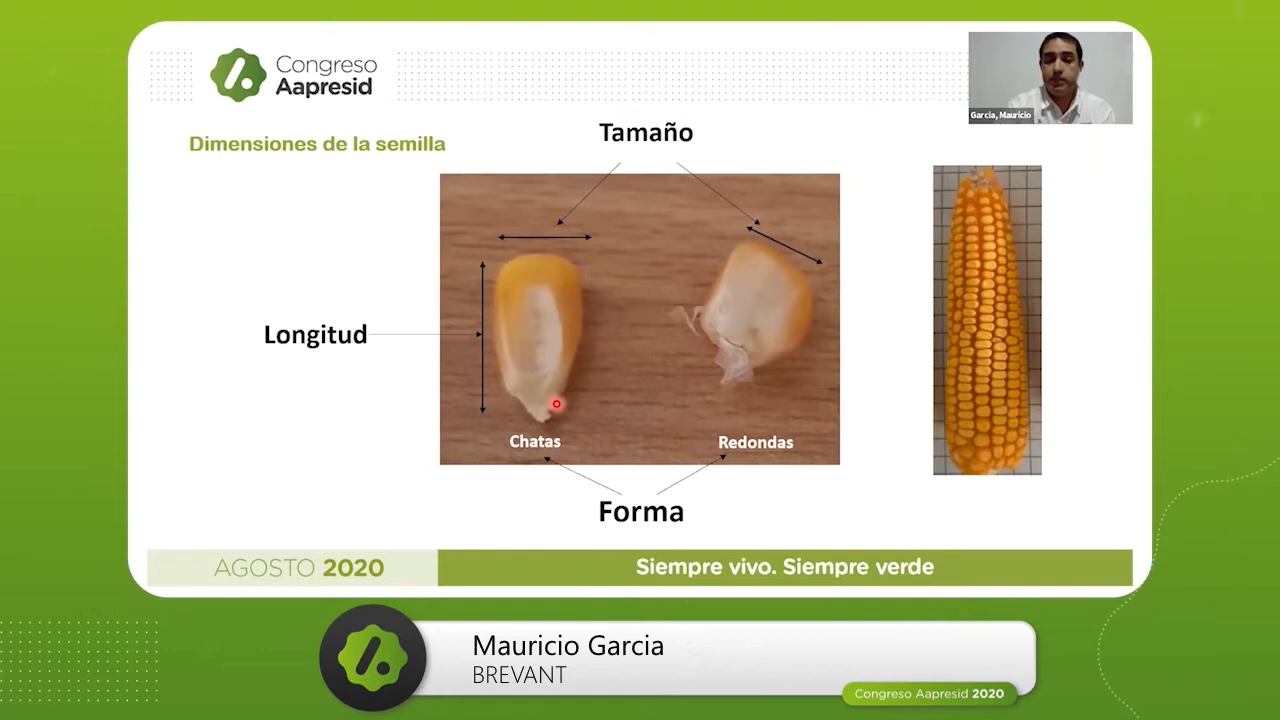 Congreso
Aapresid
Garcia, Mauricio
Dimensiones de la semilla
Tamaño
Longitud
Chatas
Redondas
Forma
AGOSTO 2020
Siempre vivo. Siempre verde
Mauricio Garcia
BREVANT
Congreso Aapresid 2020